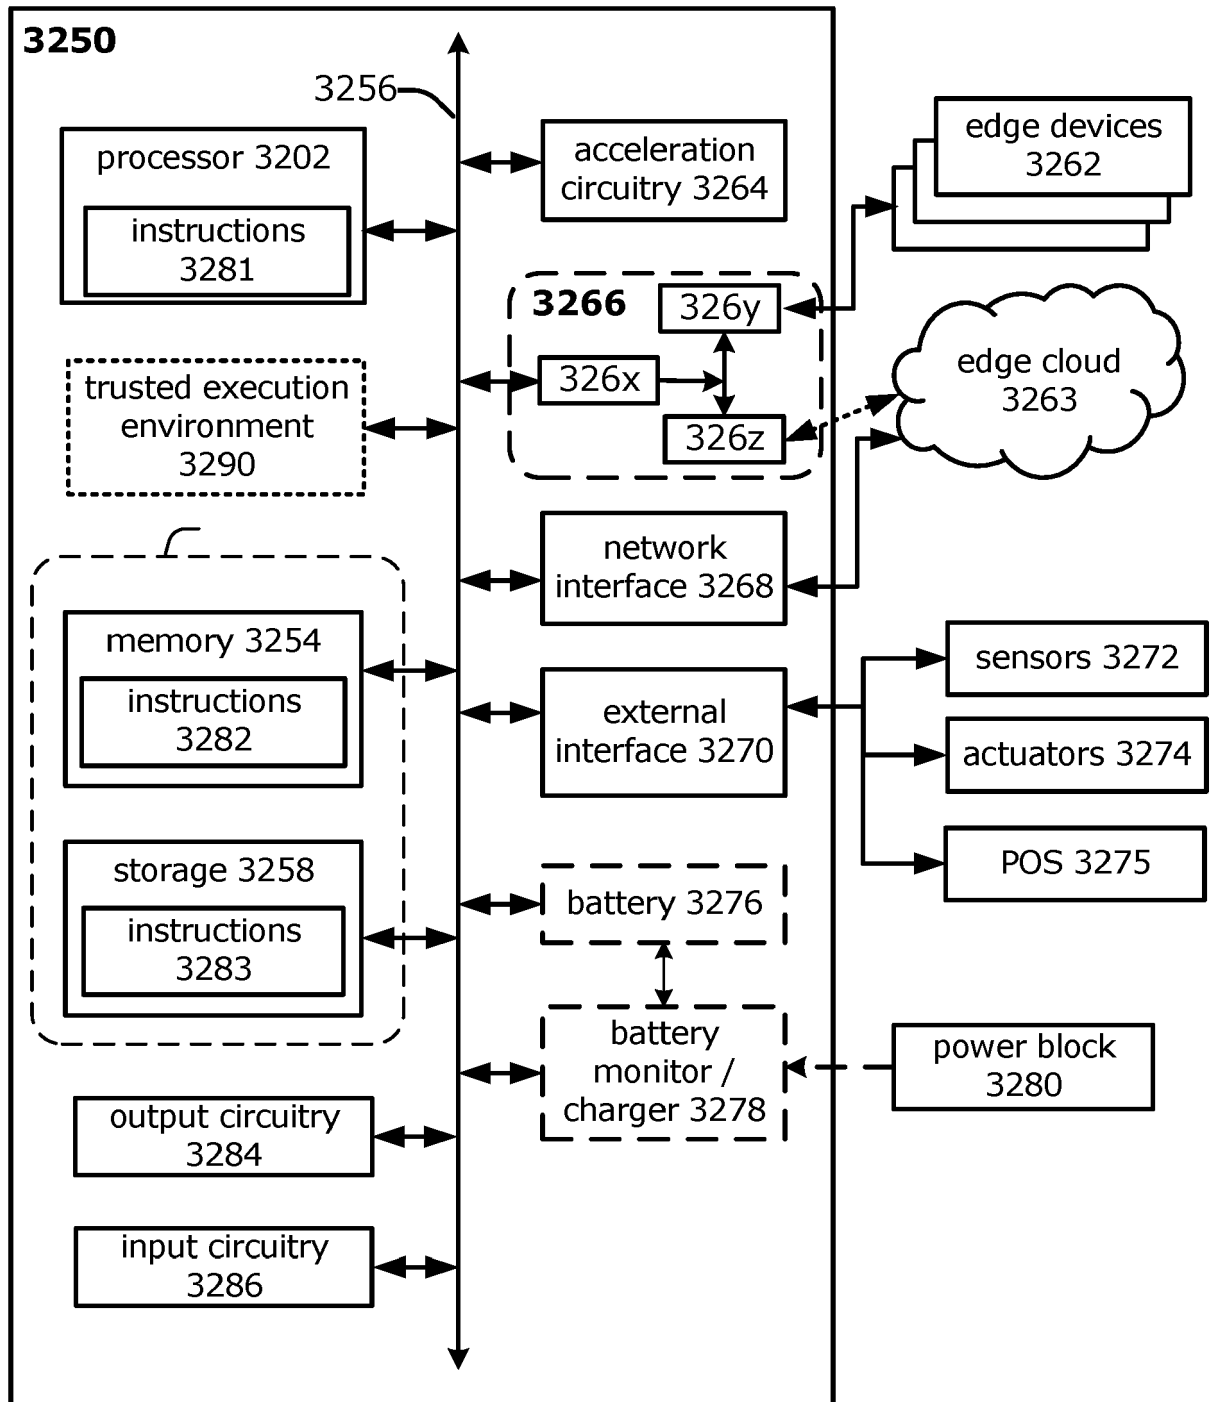 3250
3256
processor 3202
instructions
3281
trusted execution
environment
3290
memory 3254
instructions
3282
storage 3258
instructions
3283
output circuitry
3284
input circuitry
3286
acceleration
circuitry 3264
3266
326y
326x
326z
network
interface 3268
external
interface 3270
battery 3276
battery
monitor /
charger 3278
edge devices
3262
edge cloud
3263
sensors 3272
actuators 3274
POS 3275
power block
3280